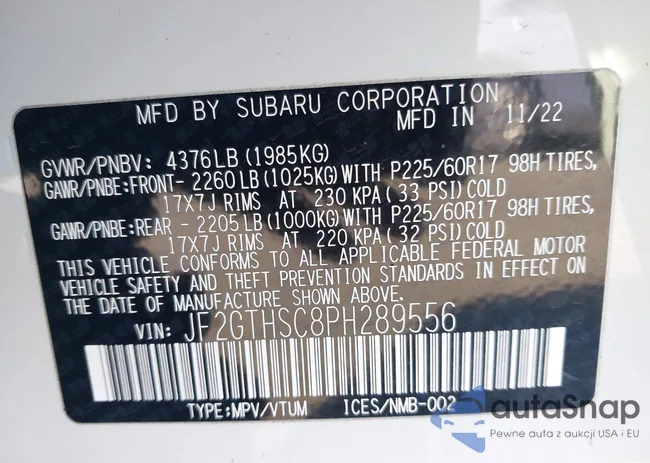 MFD BY SUBARU CORPORATION
MFD IN 11/22
GVWR/PNBV: 4376LB (1985KG)
GAWR/PNBE:FRONT- 2260LB (1025KG)WITH P225/60R17 98H TIRES,
17X7J RIMS AT 230 KPA (33 PSI) COLD
GAWR/PNBE:REAR - 2205LB (1000KG)WITH P225/60R17 98H TIRES,
17X7J RIMS AT 220 KPA (32 PSI) COLD
THIS VEHICLE CONFORMS TO ALL APPLICABLE FEDERAL MOTOR
VEHICLE SAFETY AND THEFT PREVENTION STANDARDS IN EFFECT ON
THE DATE OF MANUFACTURE SHOWN ABOVE.
VIN: JF2GTHSC8PH289556
TYPE:MPV/VTUM ICES/NMB-002
autoSnap
Pewne auta z aukcji USA i EU